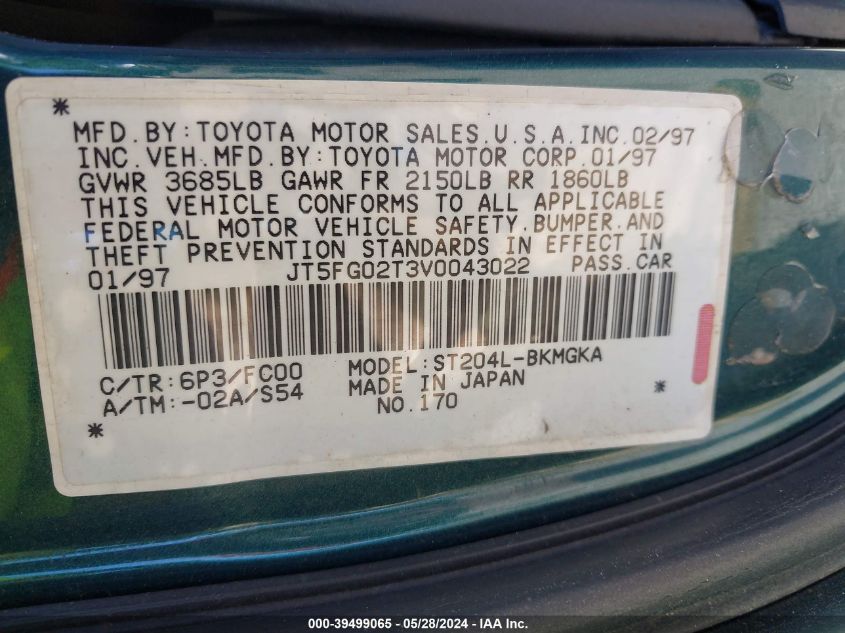 MFD.BY:TOYOTA MOTOR SALES.U.S.A.INC.02/97
INC.VEH.MFD.BY:TOYOTA MOTOR CORP.01/97
GVWR 3685LB GAWR FR 2150LB RR 1860LB
THIS VEHICLE CONFORMS TO ALL APPLICABLE
FEDERAL MOTOR VEHICLE SAFETY.BUMPER.AND
THEFT PREVENTION STANDARDS IN EFFECT IN
01/97 JT5FG02T3V0043022 PASS.CAR
C/TR:6P3/FC00 MODEL:ST204L-BKMGKA
A/TM:-02A/S54 MADE IN JAPAN
NO.170
000-39499065 - 05/28/2024 - IAA Inc.